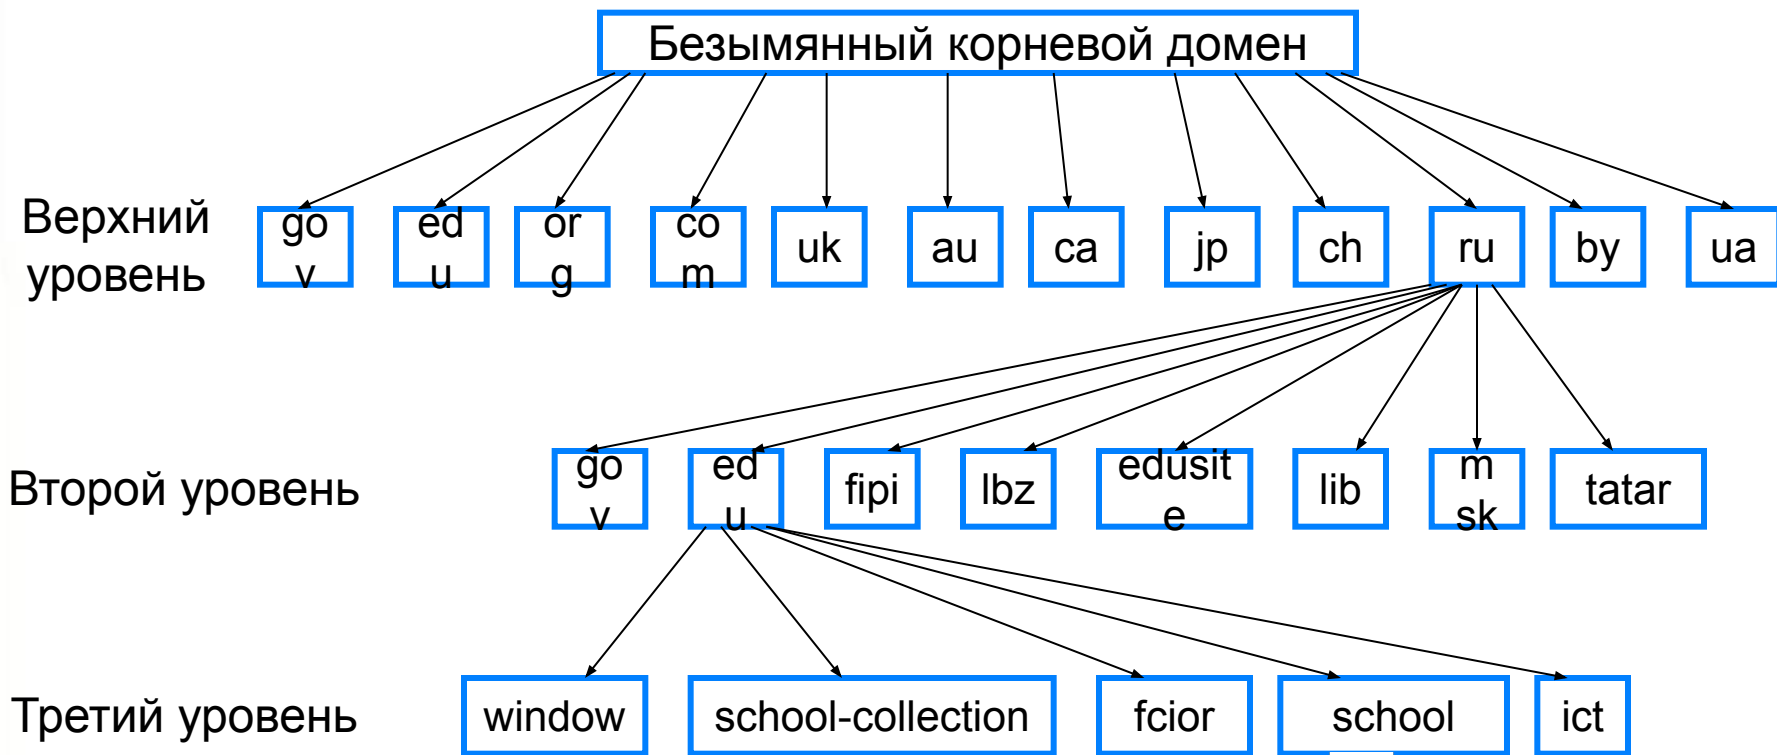 Безымянный корневой домен
Верхний
уровень
go
v
ed
u
or
g
co
m
uk
au
ca
jp
ch
ru
by
ua
Второй уровень
go
v
ed
u
fipi
lbz
edusit
e
lib
m
sk
tatar
Третий уровень
window
school-collection
fcior
school
ict